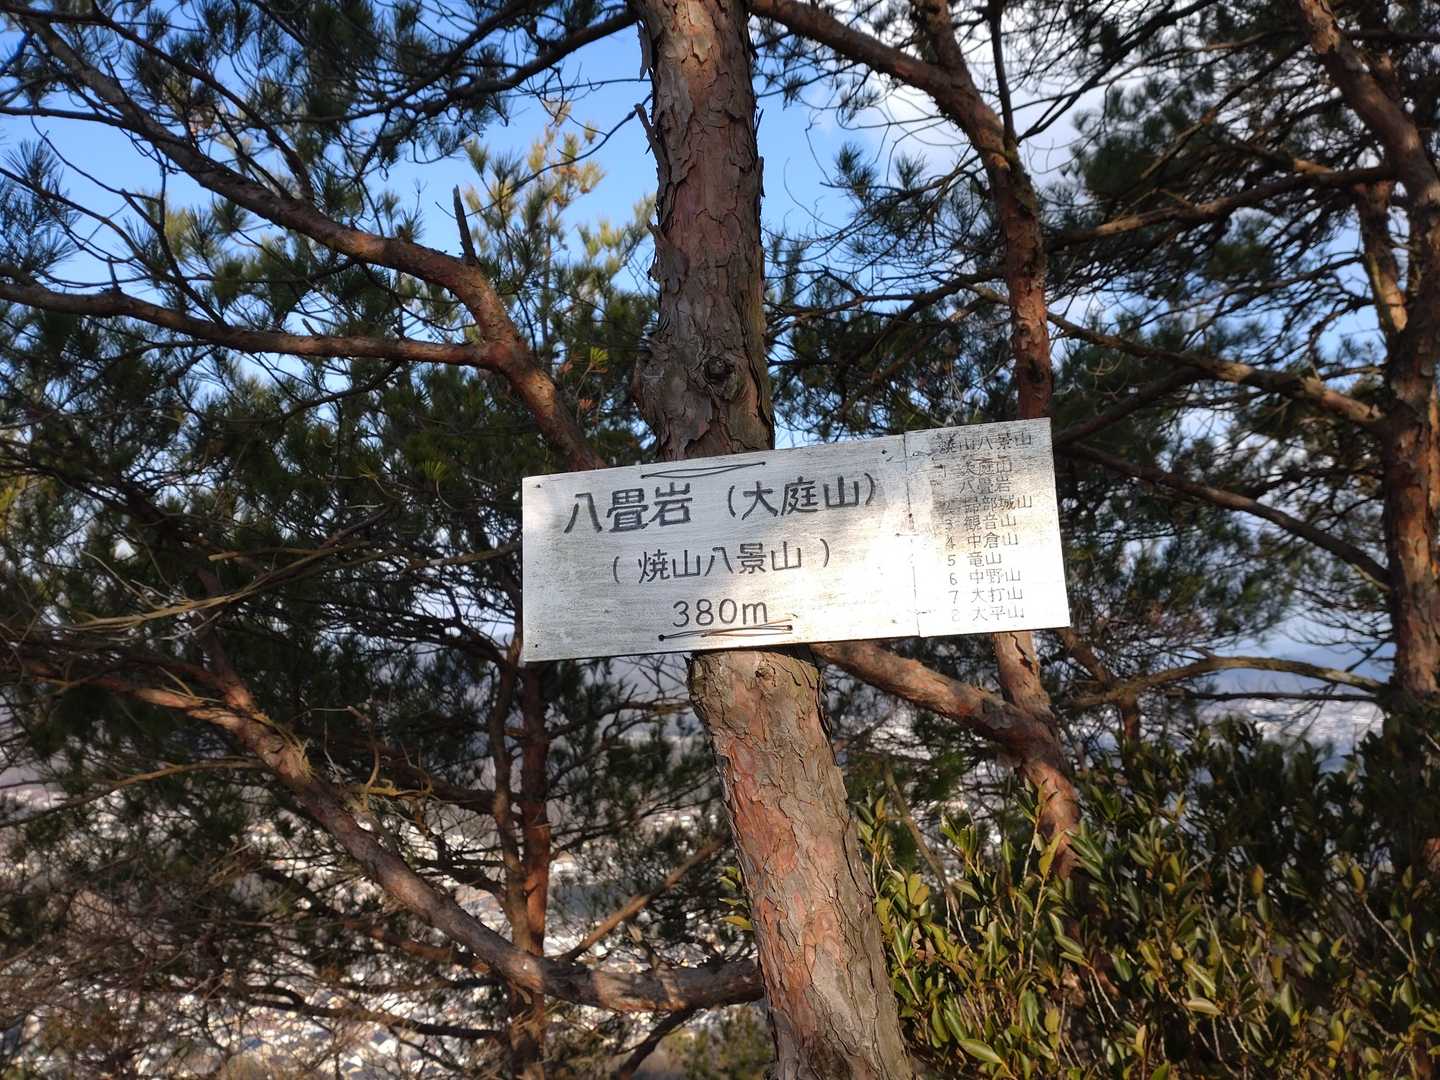 八畳岩（大庭山）
（焼山八景山）
380m
焼山八景山
1 大庭山
八畳岩
2 帰部城山
3 観音山
4 中倉山
5 竜山
6 中野山
7 大打山
8 大平山